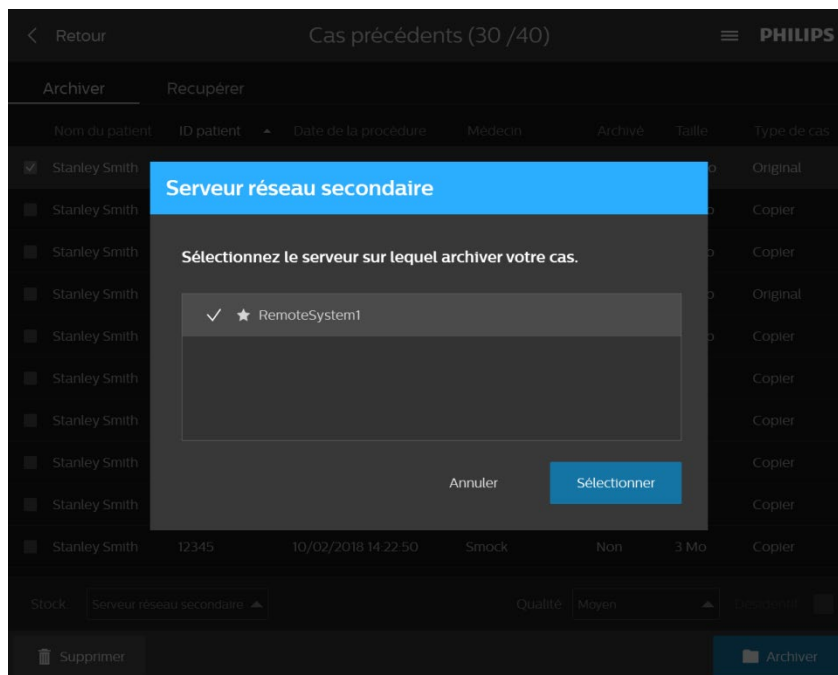 Retour
Cas précédents (30 /40)
PHILIPS
Archiver
Recupérer
Nom du patient ID patient Date de la procédure Médecin Archivé Taille Type de cas
Stanley Smith Original
Serveur réseau secondaire
Stanley Smith Copier
Stanley Smith Copier
Sélectionnez le serveur sur lequel archiver votre cas.
Stanley Smith Original
RemoteSystem1
Stanley Smith Copier
Stanley Smith Copier
Stanley Smith Copier
Stanley Smith Copier
Annuler Sélectionner
Stanley Smith Copier
Stanley Smith 12345 10/02/2018 14:22:50 Smock Non 3 Mo Copier
Stock: Serveur réseau secondaire Qualité Moyen
Supprimer Archiver